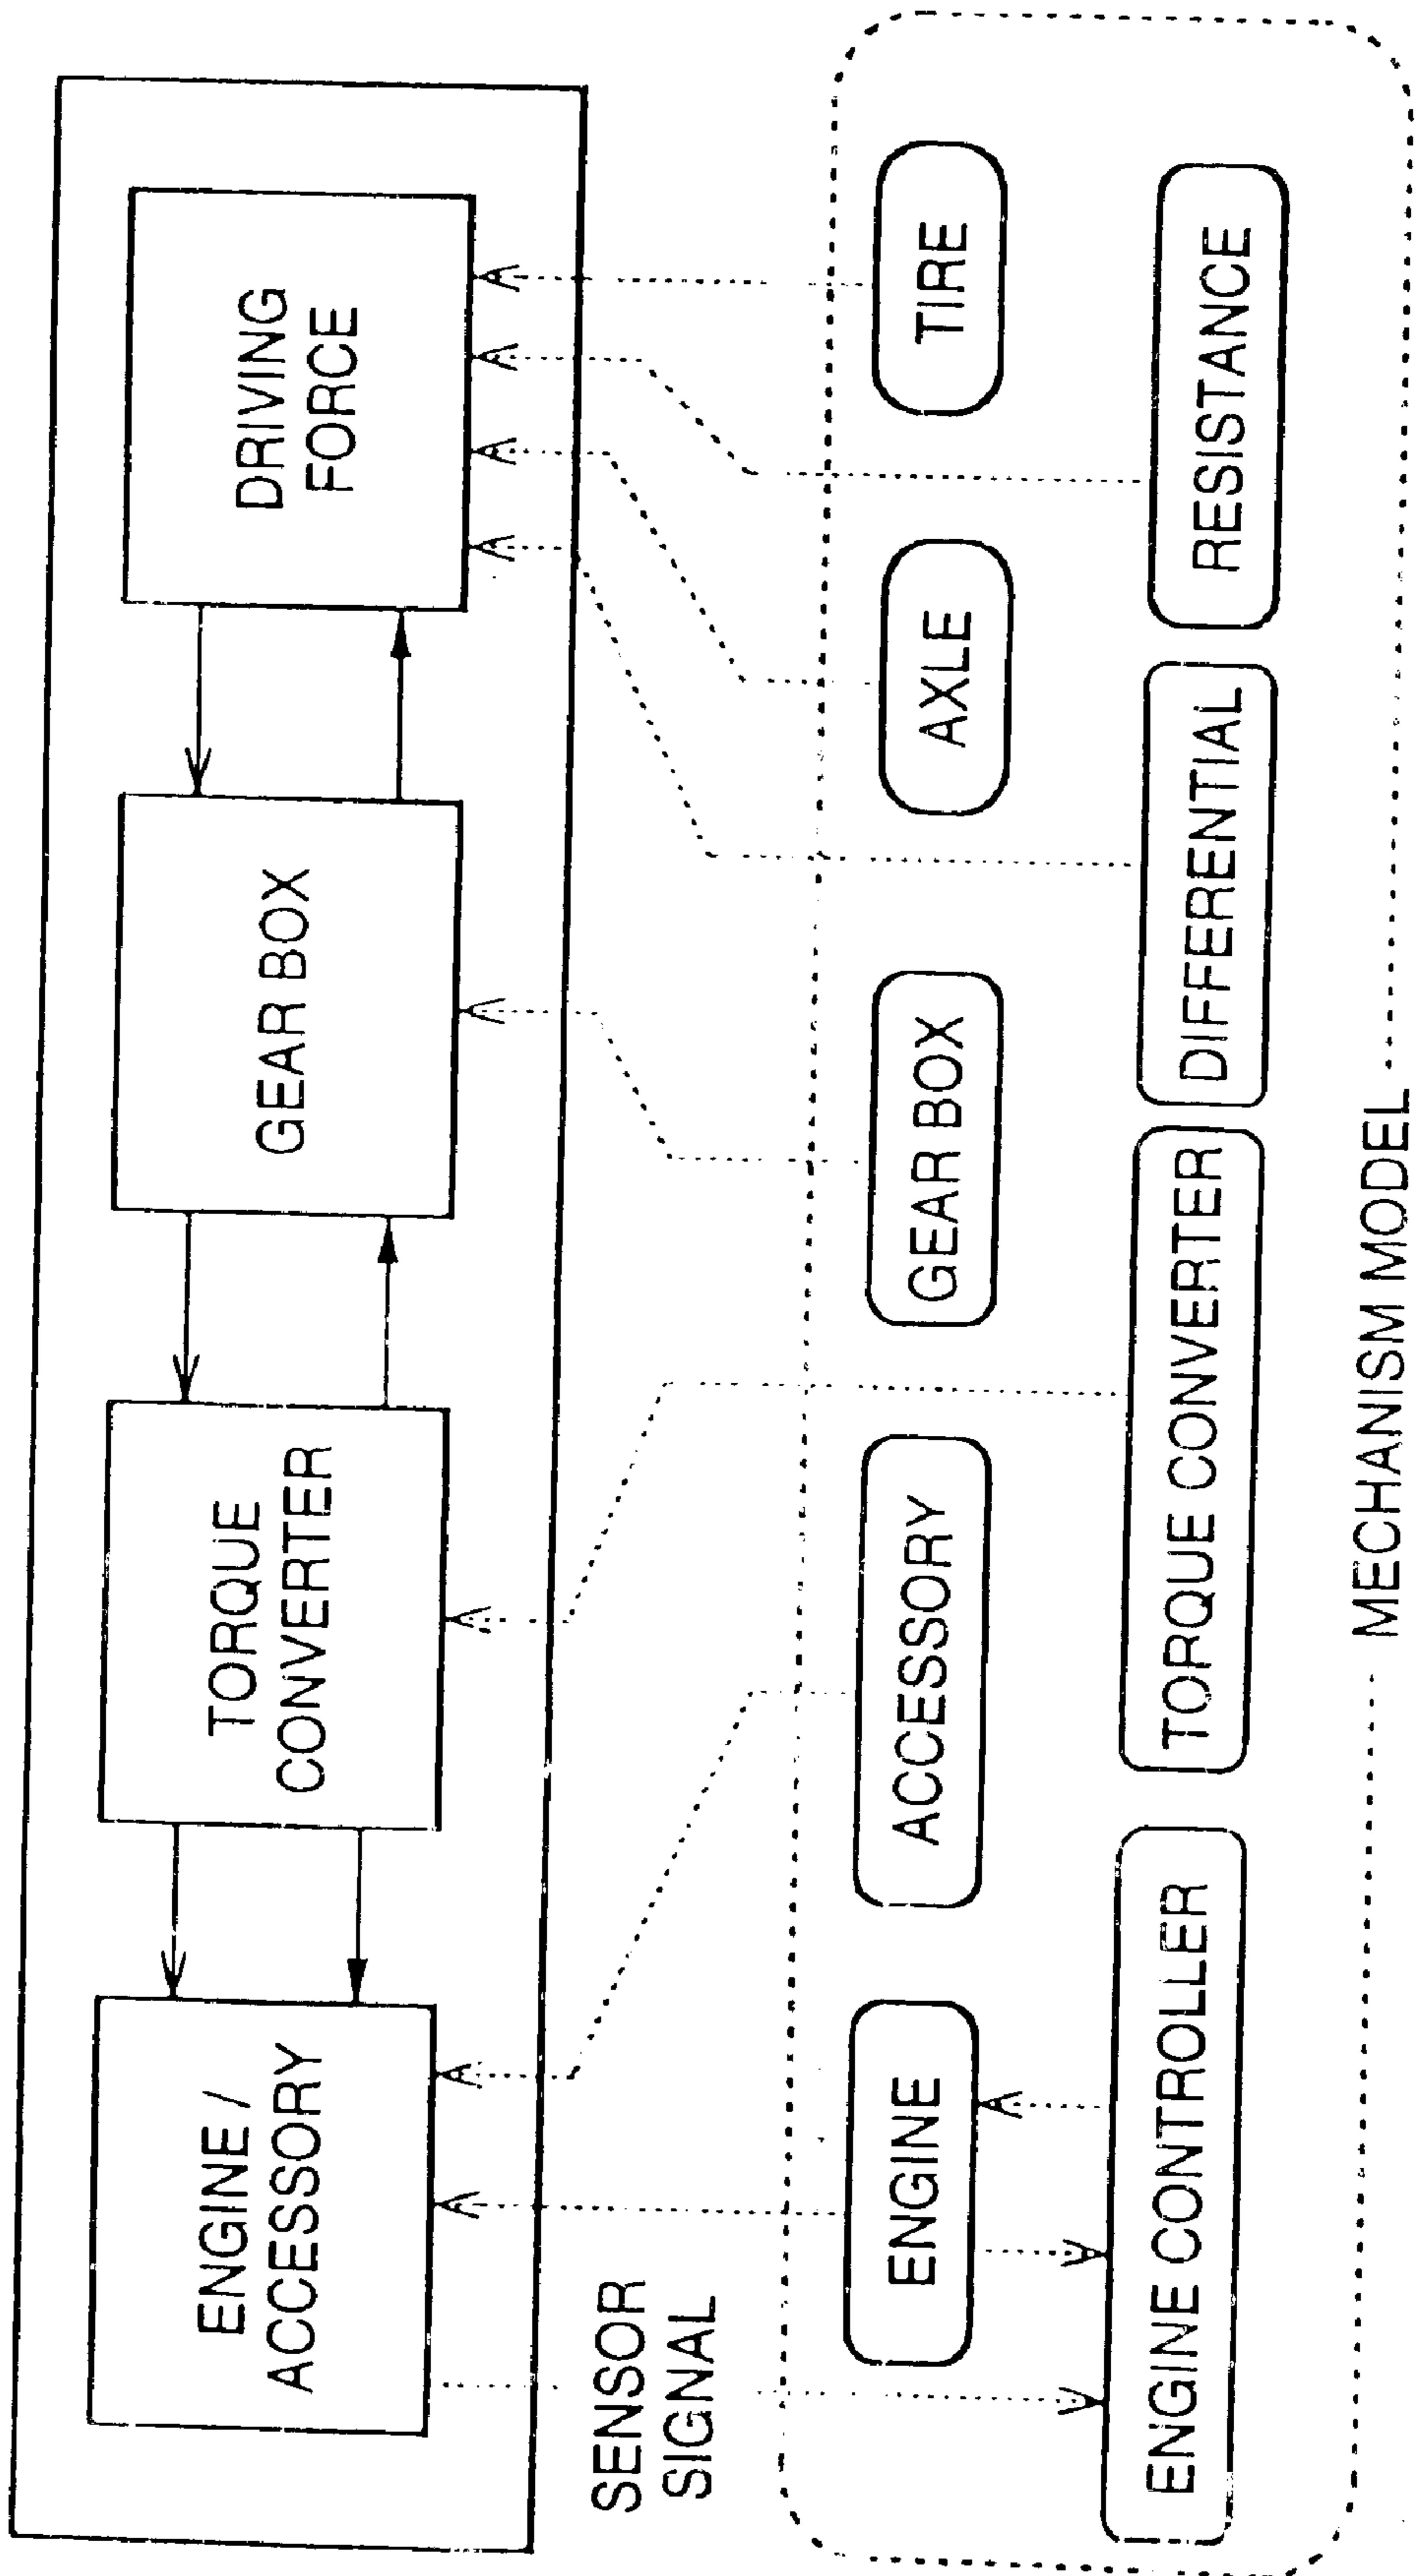 ENGINE /
ACCESSORY
TORQUE
CONVERTER
GEAR BOX
DRIVING
FORCE
SENSOR
SIGNAL
ENGINE
ACCESSORY
GEAR BOX
AXLE
TIRE
ENGINE CONTROLLER
TORQUE CONVERTER
DIFFERENTIAL
RESISTANCE
MECHANISM MODEL